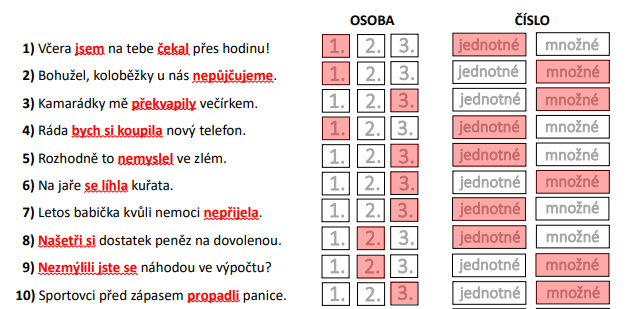 OSOBA ČÍSLO
1) Včera jsem na tebe čekal přes hodinu! 1. 2. 3. jednotné množné
2) Bohužel, koloběžky u nás nepůjčujeme. 1. 2. 3. jednotné množné
3) Kamarádky mě překvapily večírkem. 1. 2. 3. jednotné množné
4) Ráda bych si koupila nový telefon. 1. 2. 3. jednotné množné
5) Rozhodně to nemyslel ve zlém. 1. 2. 3. jednotné množné
6) Na jaře se líhla kuřata. 1. 2. 3. jednotné množné
7) Letos babička kvůli nemoci nepřijela. 1. 2. 3. jednotné množné
8) Našetři si dostatek peněz na dovolenou. 1. 2. 3. jednotné množné
9) Nezmýlili jste se náhodou ve výpočtu? 1. 2. 3. jednotné množné
10) Sportovci před zápasem propadli panice. 1. 2. 3. jednotné množné